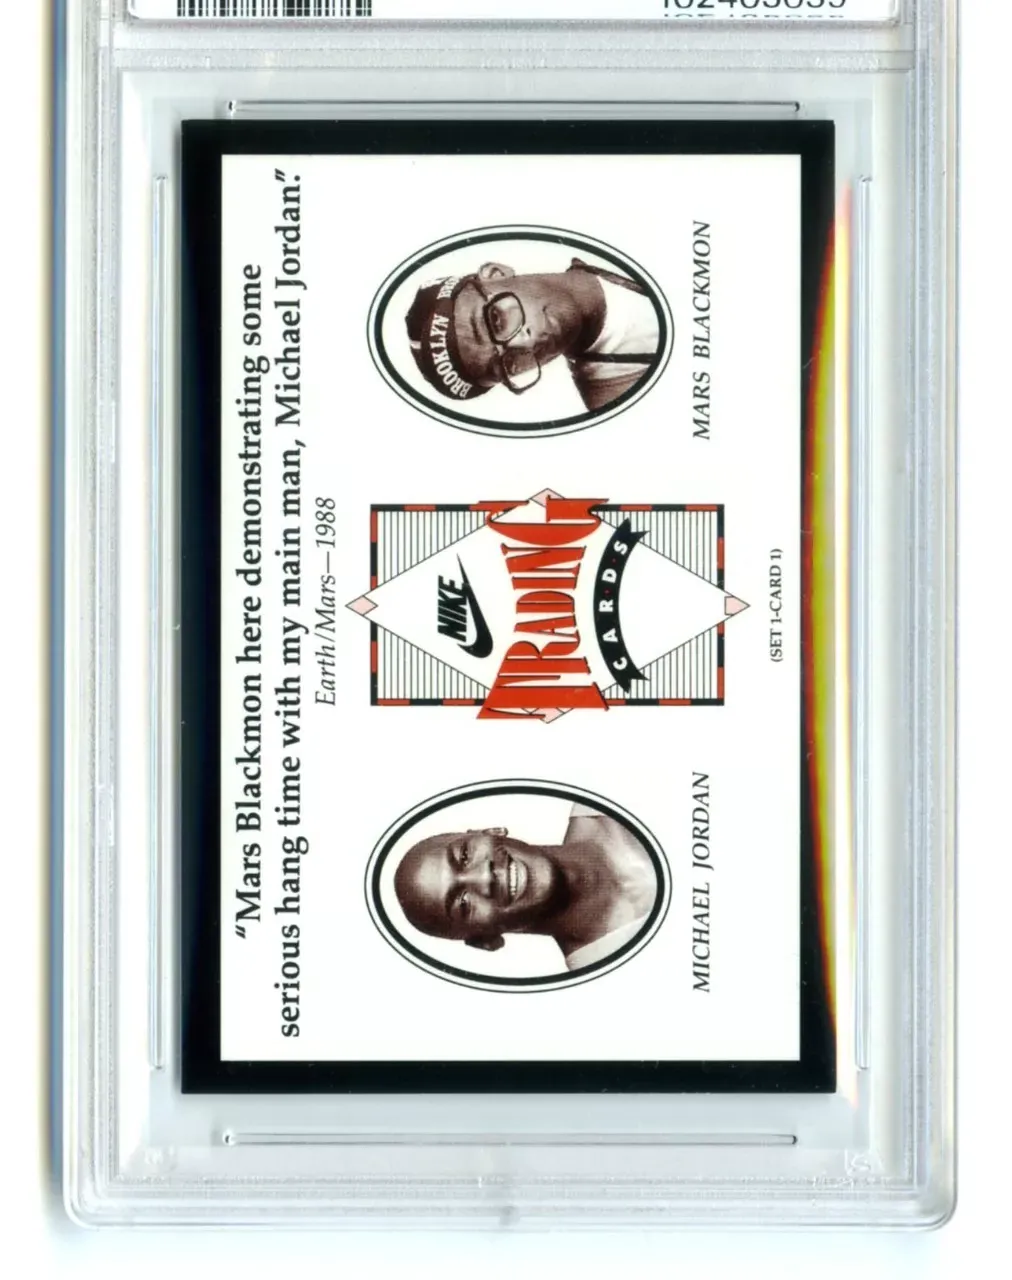 “Mars Blackmon here demonstrating some
serious hang time with my main man, Michael Jordan.”
Earth/Mars—1988
BROOKLYN
NIKE
TRADING
CARDS
MICHAEL JORDAN
MARS BLACKMON
(SET 1-CARD 1)